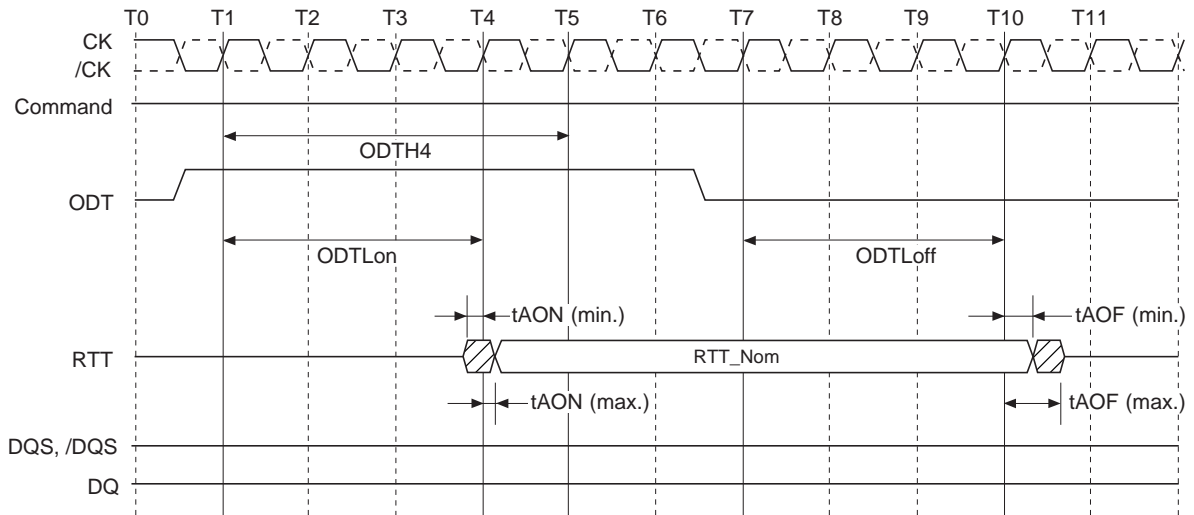 T0 T1 T2 T3 T4 T5 T6 T7 T8 T9 T10 T11
CK
/CK
Command
ODTH4
ODT
ODTLon
ODTLoff
tAON (min.)
tAOF (min.)
RTT
RTT_Nom
tAON (max.)
tAOF (max.)
DQS, /DQS
DQ